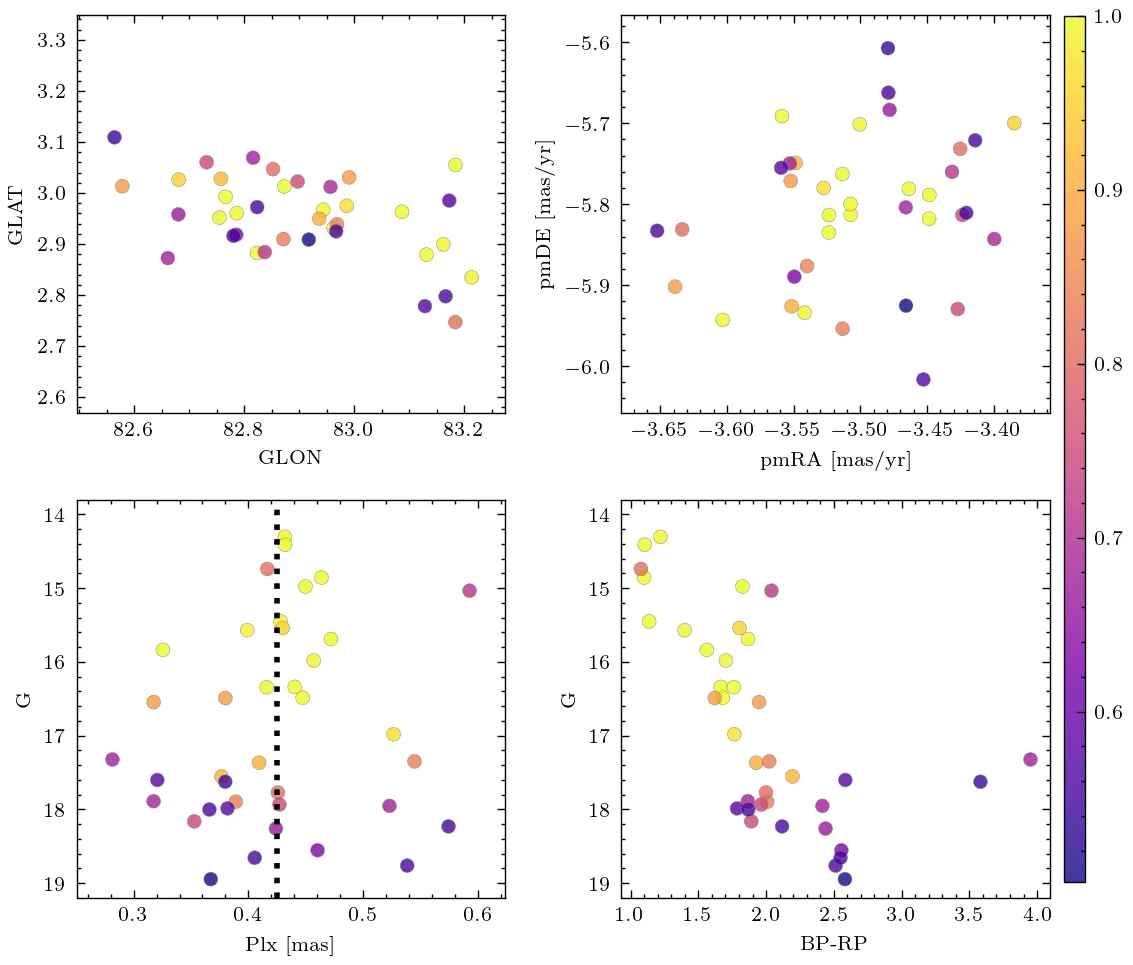 3.3
3.2
3.1
3.0
2.9
2.8
2.7
2.6
GLAT
82.6 82.8 83.0 83.2
GLON
−5.6
−5.7
−5.8
−5.9
−6.0
pmDE [mas/yr]
−3.65 −3.60 −3.55 −3.50 −3.45 −3.40
pmRA [mas/yr]
1.0
0.9
0.8
0.7
0.6
14
15
16
17
18
19
G
0.3 0.4 0.5 0.6
Plx [mas]
14
15
16
17
18
19
G
1.0 1.5 2.0 2.5 3.0 3.5 4.0
BP-RP